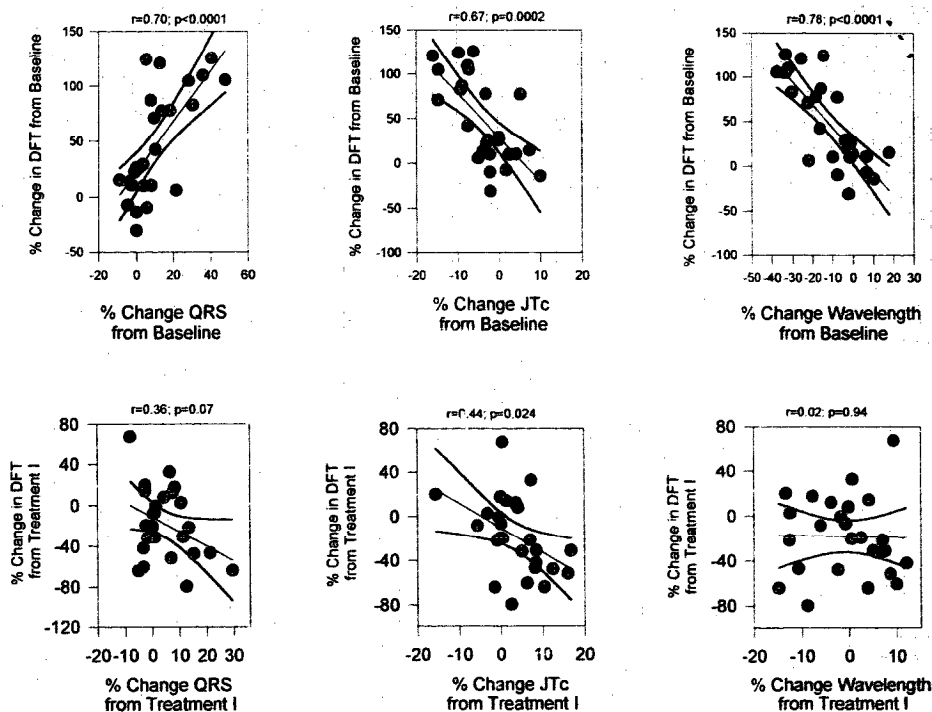 r=0.70; p<0.0001
% Change in DFT from Baseline
150
100
50
0
-50
-20
0
20
40
60
% Change QRS
from Baseline
r=0.67; p=0.0002
% Change in DFT from Baseline
150
100
50
0
-50
-100
-20
-10
0
10
20
% Change JTc
from Baseline
r=0.78; p<0.0001
% Change in DFT from Baseline
150
100
50
0
-50
-100
-50 -40 -30 -20 -10 0 10 20 30
% Change Wavelength
from Baseline
r=0.36; p=0.07
% Change in DFT
from Treatment I
80
40
0
-40
-80
-120
-20 -10 0 10 20 30
% Change QRS
from Treatment I
r=0.44; p=0.024
% Change in DFT
from Treatment I
80
40
0
-40
-80
-20
-10
0
10
20
% Change JTc
from Treatment I
r=0.02; p=0.94
% Change in DFT
from Treatment I
80
40
0
-40
-80
-20
-10
0
10
% Change Wavelength
from Treatment I